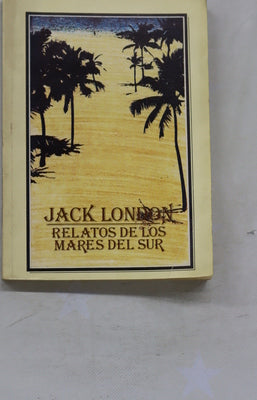 JACK LONDON
RELATOS DE LOS
MARES DEL SUR